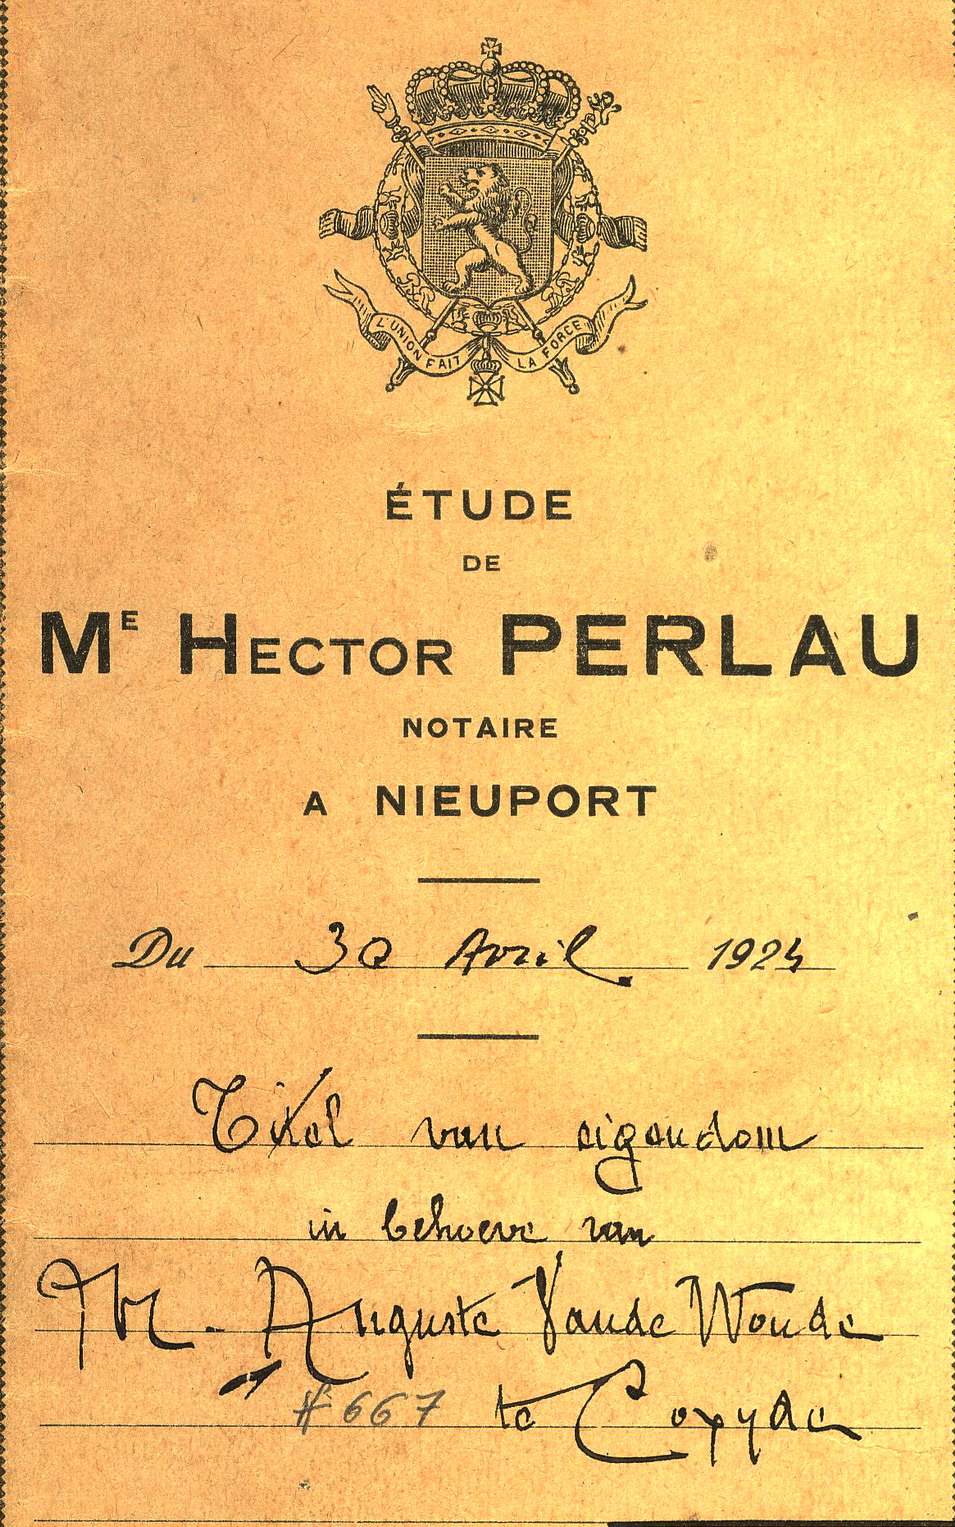 L'UNION FAIT LA FORCE
ÉTUDE
DE
Mᴱ HECTOR PERLAU
NOTAIRE
A NIEUPORT
Du 30 Avril 1924
Titel van eigendom
in behoeve van
M. Auguste Vande Woude
#667 te Coxyde